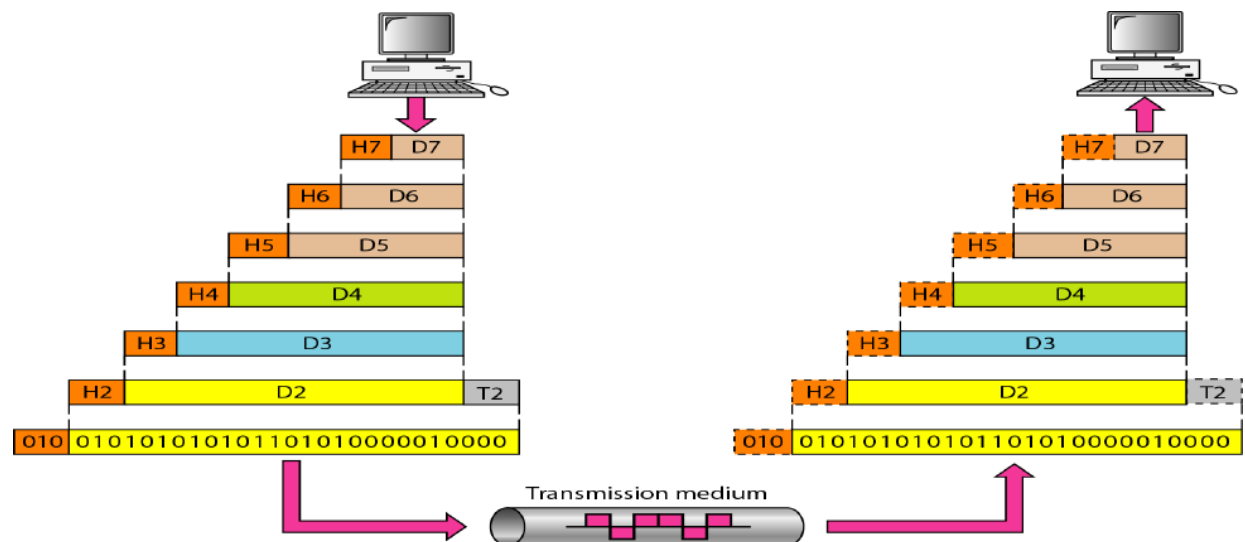 H7 D7
H6 D6
H5 D5
H4 D4
H3 D3
H2 D2 T2
010 010101010101101010000010000
Transmission medium
H7 D7
H6 D6
H5 D5
H4 D4
H3 D3
H2 D2 T2
010 010101010101101010000010000